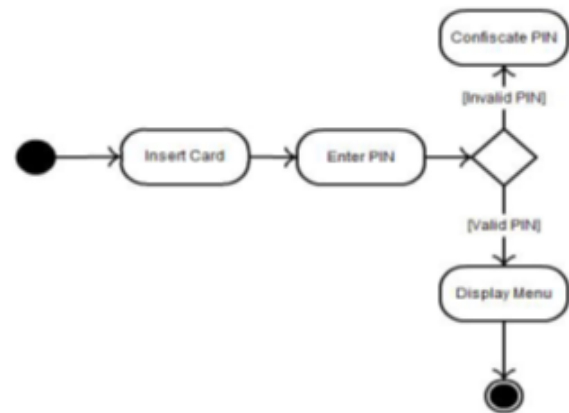 Confiscate PIN
[Invalid PIN]
Insert Card
Enter PIN
[Valid PIN]
Display Menu